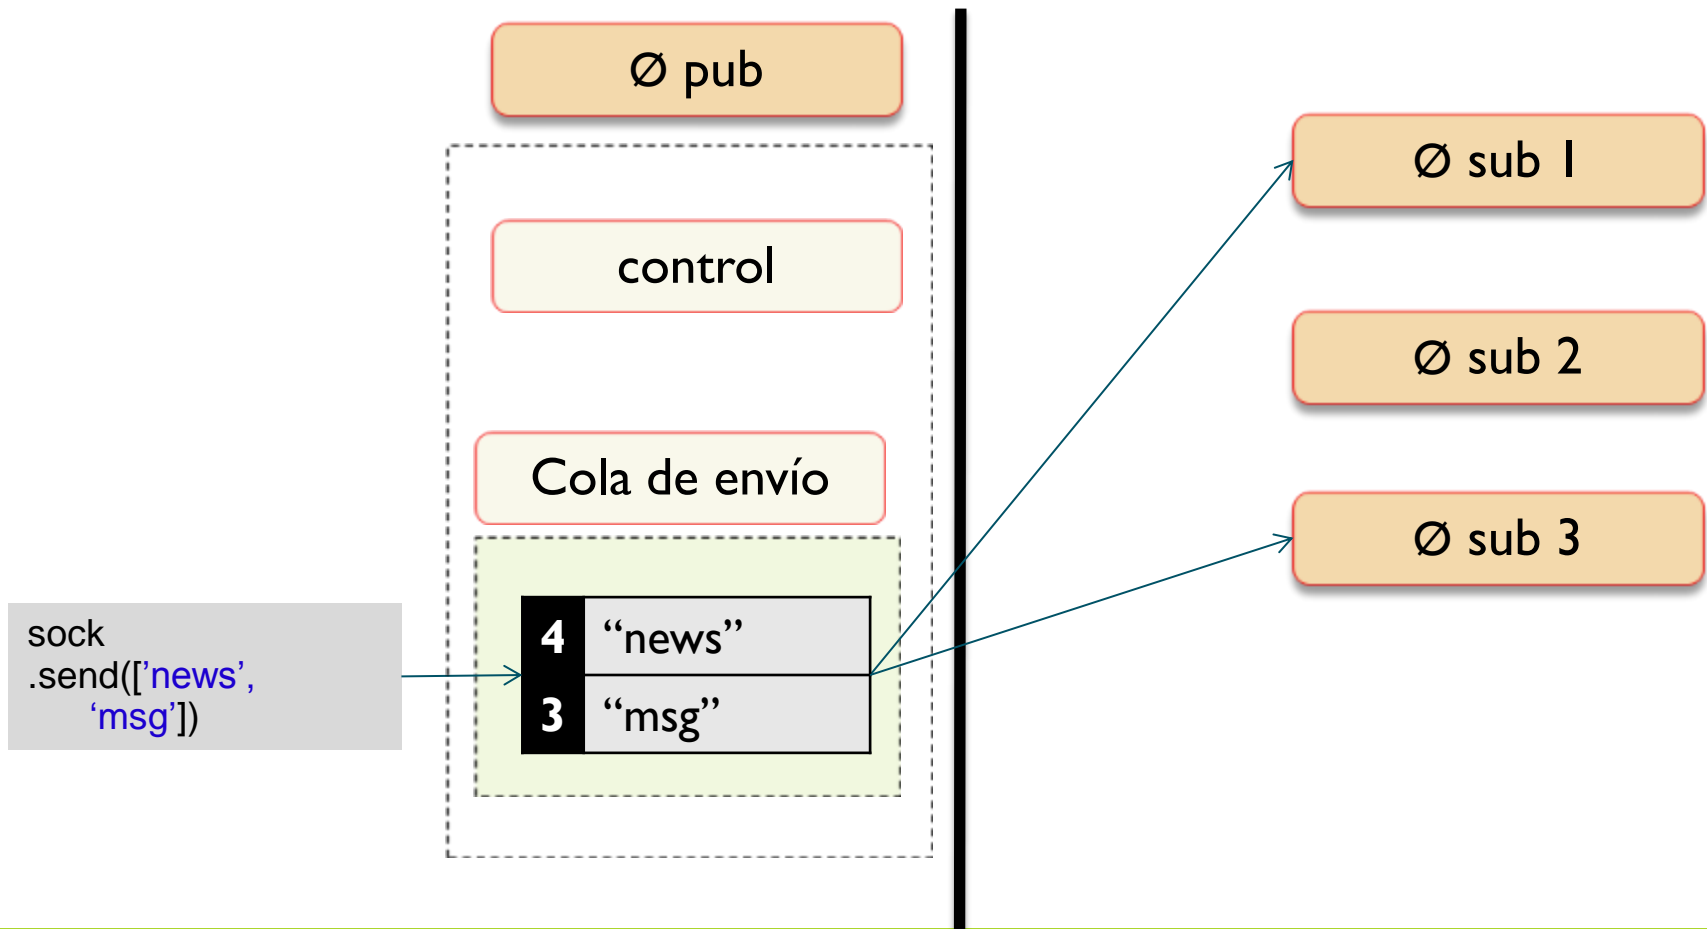 Ø pub
control
Cola de envío
sock
.send([’news’,
‘msg’])
4 “news”
3 “msg”
Ø sub 1
Ø sub 2
Ø sub 3